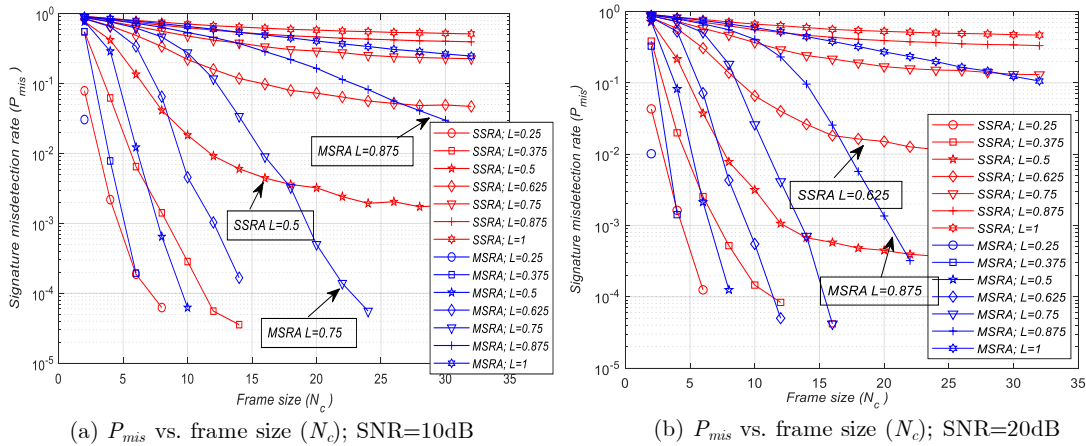 Signature misdection rate (P_mis)
10^0
10^-1
10^-2
10^-3
10^-4
10^-5
0 5 10 15 20 25 30 35
Frame size (N_c)
MSRA L=0.875
SSRA L=0.5
MSRA L=0.75
SSRA; L=0.25
SSRA; L=0.375
SSRA; L=0.5
SSRA; L=0.625
SSRA; L=0.75
SSRA; L=0.875
SSRA; L=1
MSRA; L=0.25
MSRA; L=0.375
MSRA; L=0.5
MSRA; L=0.625
MSRA; L=0.75
MSRA; L=0.875
MSRA; L=1
(a) P_mis vs. frame size (N_c); SNR=10dB
Signature misdetection rate (P_mis)
10^0
10^-1
10^-2
10^-3
10^-4
10^-5
0 5 10 15 20 25 30 35
Frame size (N_c)
SSRA L=0.625
MSRA L=0.875
SSRA; L=0.25
SSRA; L=0.375
SSRA; L=0.5
SSRA; L=0.625
SSRA; L=0.75
SSRA; L=0.875
SSRA; L=1
MSRA; L=0.25
MSRA; L=0.375
MSRA; L=0.5
MSRA; L=0.625
MSRA; L=0.75
MSRA; L=0.875
MSRA; L=1
(b) P_mis vs. frame size (N_c); SNR=20dB